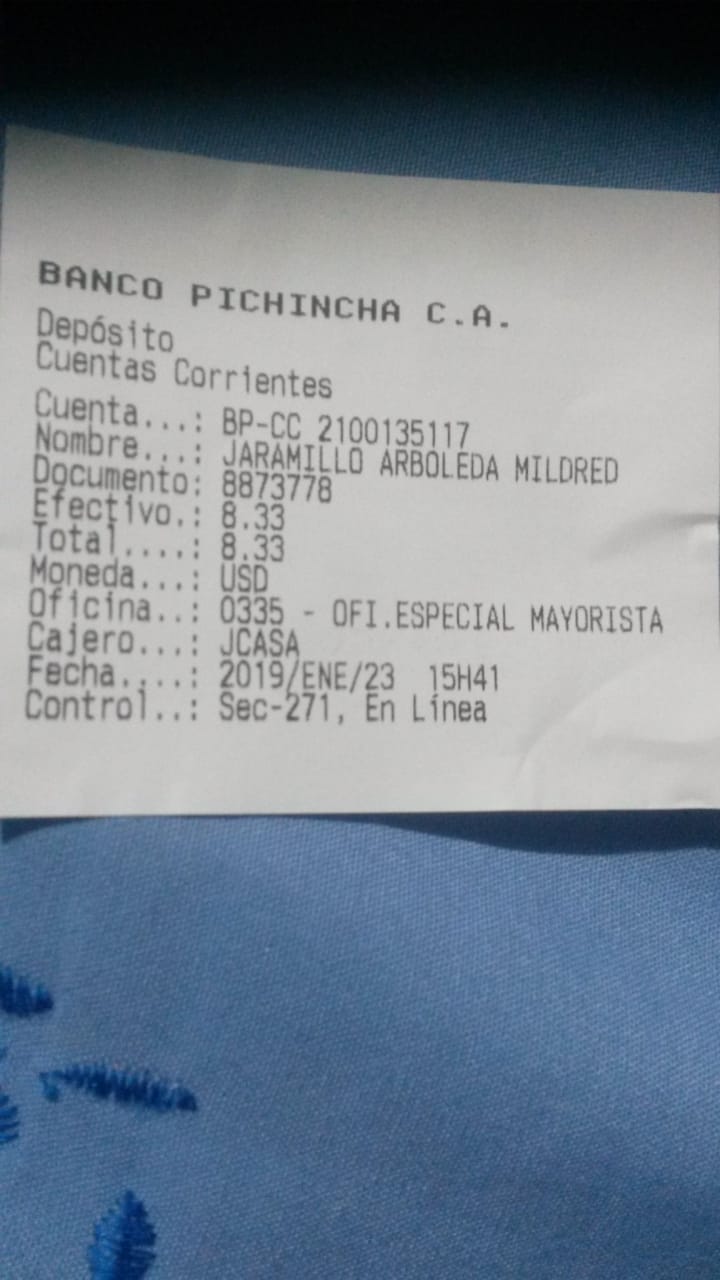 BANCO PICHINCHA C.A.
Depósito
Cuentas Corrientes
Cuenta...: BP-CC 2100135117
Nombre...: JARAMILLO ARBOLEDA MILDRED
Documento: 8873778
Efectivo.: 8.33
Total....: 8.33
Moneda...: USD
Oficina..: 0335 - OFI.ESPECIAL MAYORISTA
Cajero...: JCASA
Fecha....: 2019/ENE/23 15H41
Control..: Sec-271, En Línea